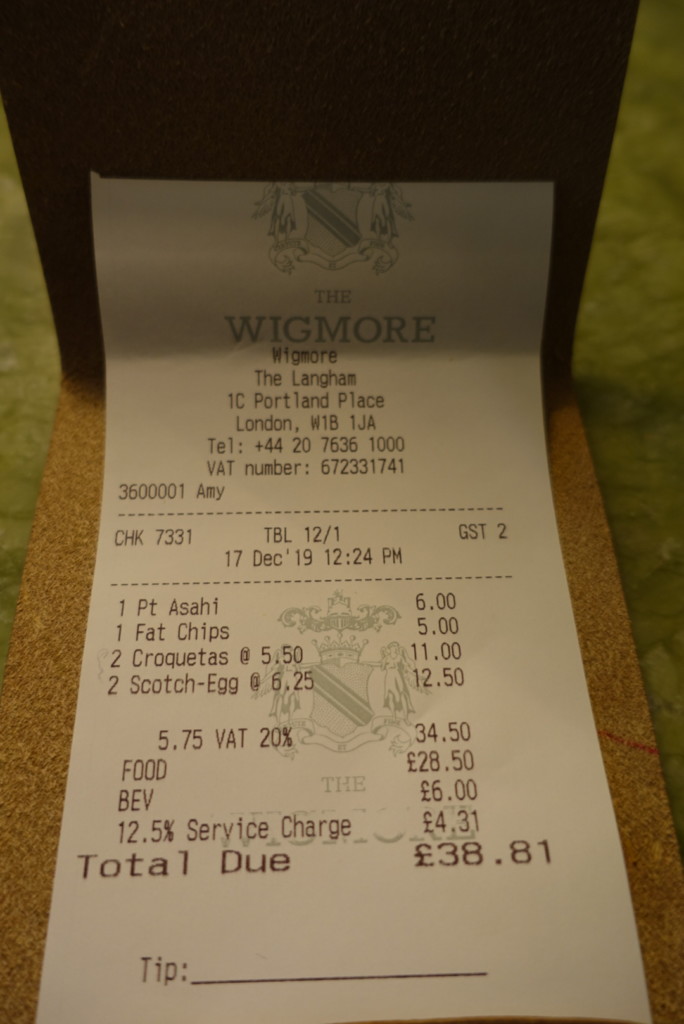 THE
WIGMORE
Wigmore
The Langham
1C Portland Place
London, W1B 1JA
Tel: +44 20 7636 1000
VAT number: 672331741
3600001 Amy
--------------------------------
CHK 7331 TBL 12/1 GST 2
17 Dec'19 12:24 PM
--------------------------------
1 Pt Asahi 6.00
1 Fat Chips 5.00
2 Croquetas @ 5.50 11.00
2 Scotch-Egg @ 6.25 12.50
5.75 VAT 20% 34.50
FOOD £28.50
THE
BEV £6.00
12.5% Service Charge £4.31
WIGMORE
Total Due £38.81
Tip:____________________